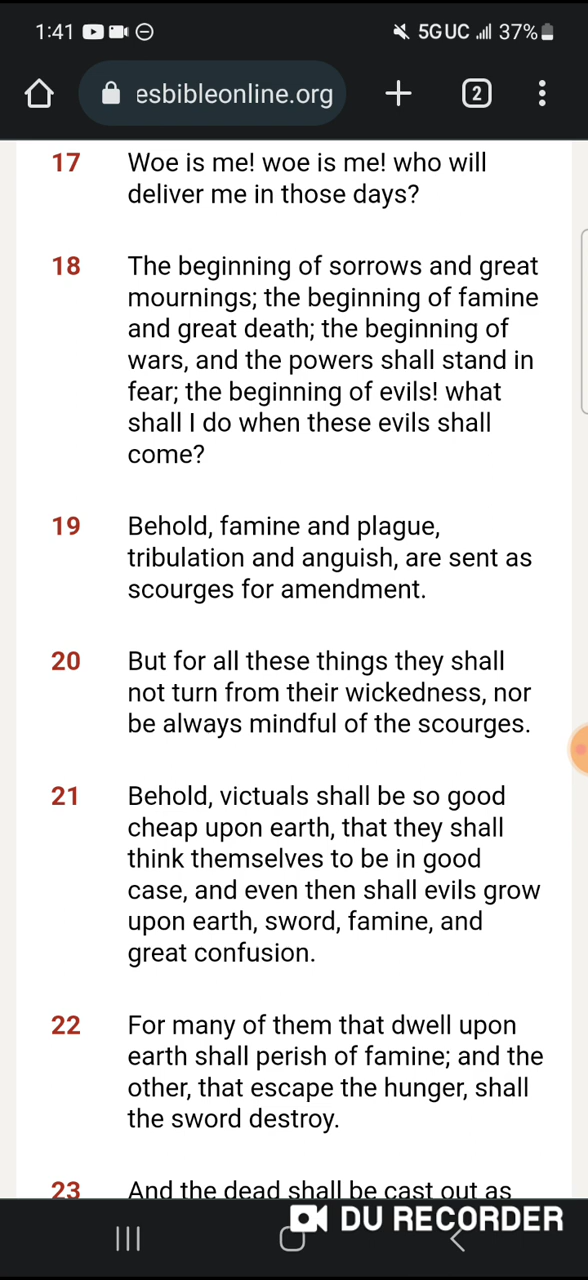 1:41
5G UC
37%
esbibleonline.org
2
17 Woe is me! woe is me! who will
deliver me in those days?
18 The beginning of sorrows and great
mournings; the beginning of famine
and great death; the beginning of
wars, and the powers shall stand in
fear; the beginning of evils! what
shall I do when these evils shall
come?
19 Behold, famine and plague,
tribulation and anguish, are sent as
scourges for amendment.
20 But for all these things they shall
not turn from their wickedness, nor
be always mindful of the scourges.
21 Behold, victuals shall be so good
cheap upon earth, that they shall
think themselves to be in good
case, and even then shall evils grow
upon earth, sword, famine, and
great confusion.
22 For many of them that dwell upon
earth shall perish of famine; and the
other, that escape the hunger, shall
the sword destroy.
23 And the dead shall be cast out as
DU RECORDER